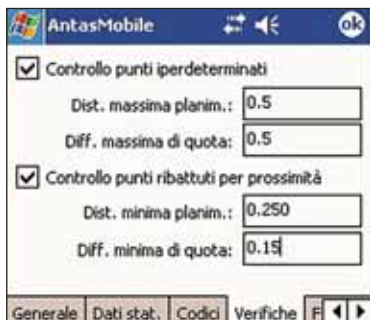 AntasMobile ok
Controllo punti iperdeterminati
Dist. massima planim.: 0.5
Diff. massima di quota: 0.5
Controllo punti ribattuti per prossimità
Dist. minima planim.: 0.250
Diff. minima di quota: 0.15
Generale Dati stat. Codici Verifiche F